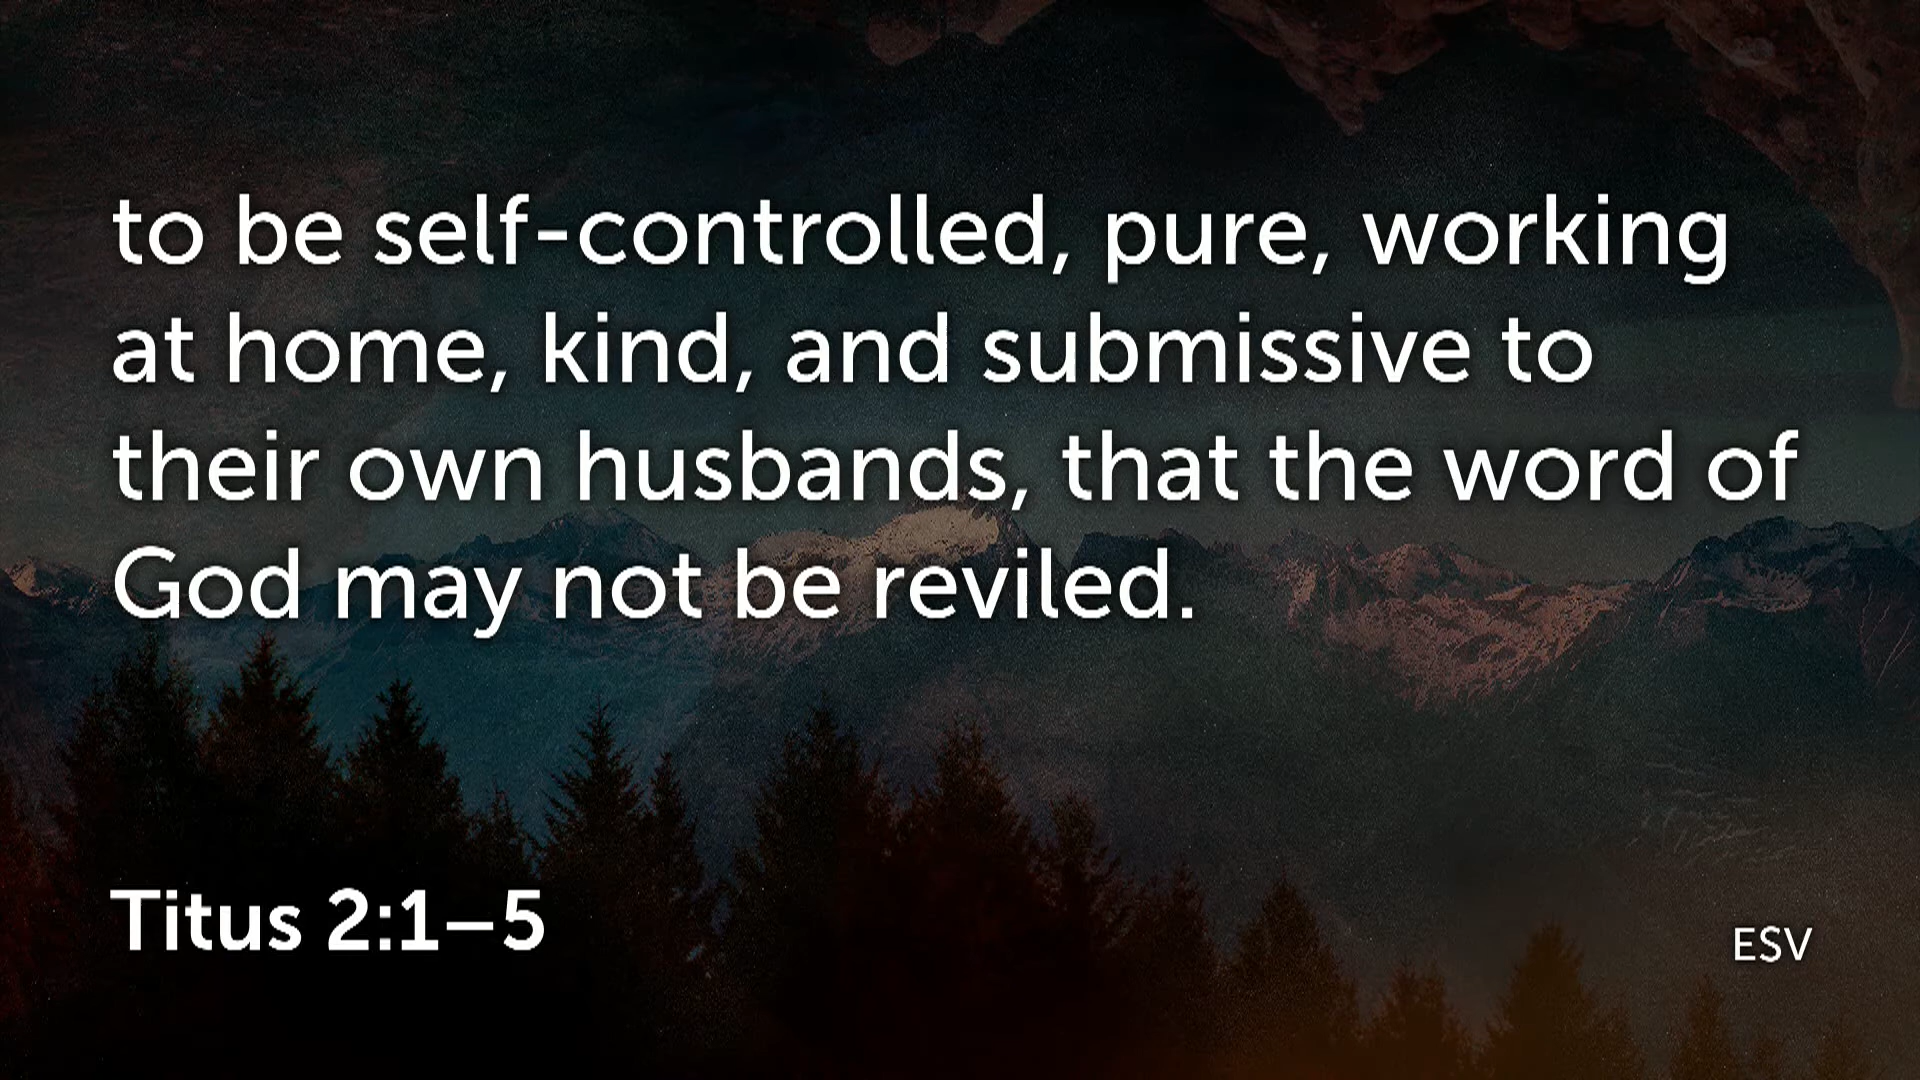 to be self-controlled, pure, working
at home, kind, and submissive to
their own husbands, that the word of
God may not be reviled.
Titus 2:1–5
ESV